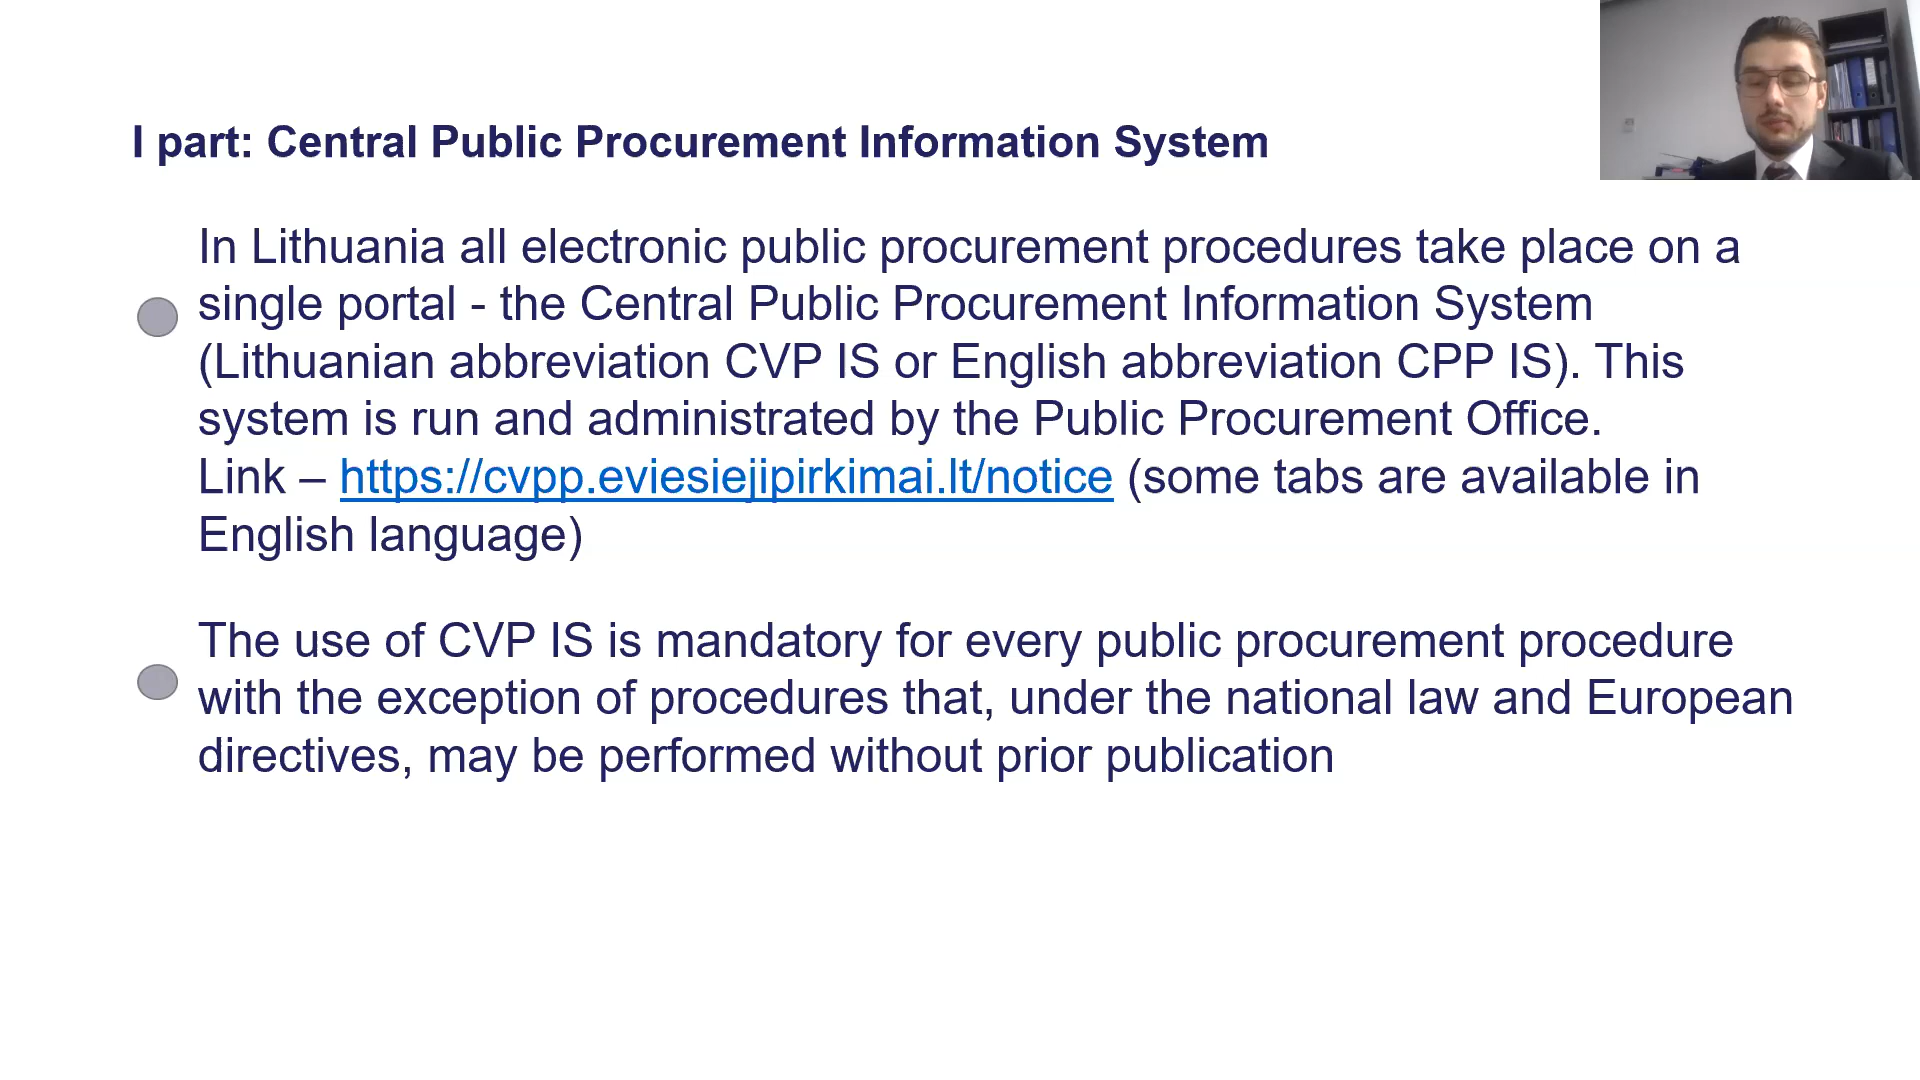 I part: Central Public Procurement Information System
In Lithuania all electronic public procurement procedures take place on a
single portal - the Central Public Procurement Information System
(Lithuanian abbreviation CVP IS or English abbreviation CPP IS). This
system is run and administrated by the Public Procurement Office.
Link – https://cvpp.eviesiejipirkimai.lt/notice (some tabs are available in
English language)
The use of CVP IS is mandatory for every public procurement procedure
with the exception of procedures that, under the national law and European
directives, may be performed without prior publication